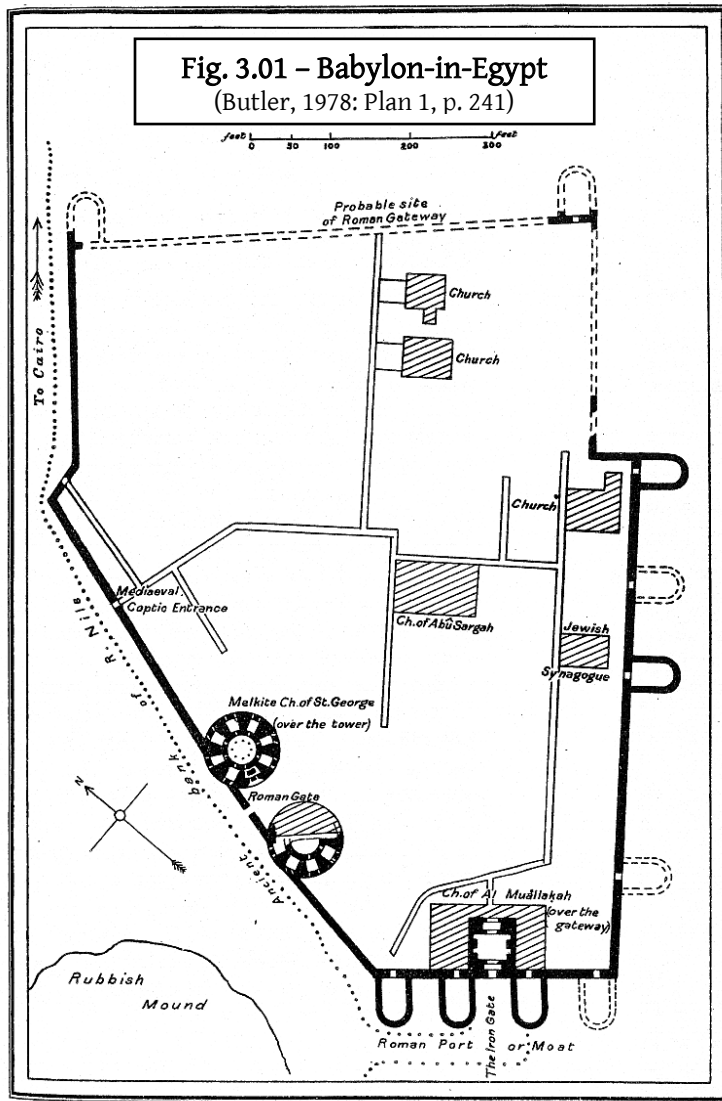 Fig. 3.01 – Babylon-in-Egypt
(Butler, 1978: Plan 1, p. 241)
feet 0 50 100 200 300 feet
Probable site
of Roman Gateway
To Cairo
Church
Church
Church
Mediaeval
Coptic Entrance
Ch. of Abû Sargah
Jewish
Synagogue
Melkite Ch. of St. George
(over the tower)
Roman Gate
N
Ancient bank of R. Nile
Ch. of Al Muâllakah
(over the
gateway)
Rubbish
Mound
Roman Port or Moat
The Iron Gate